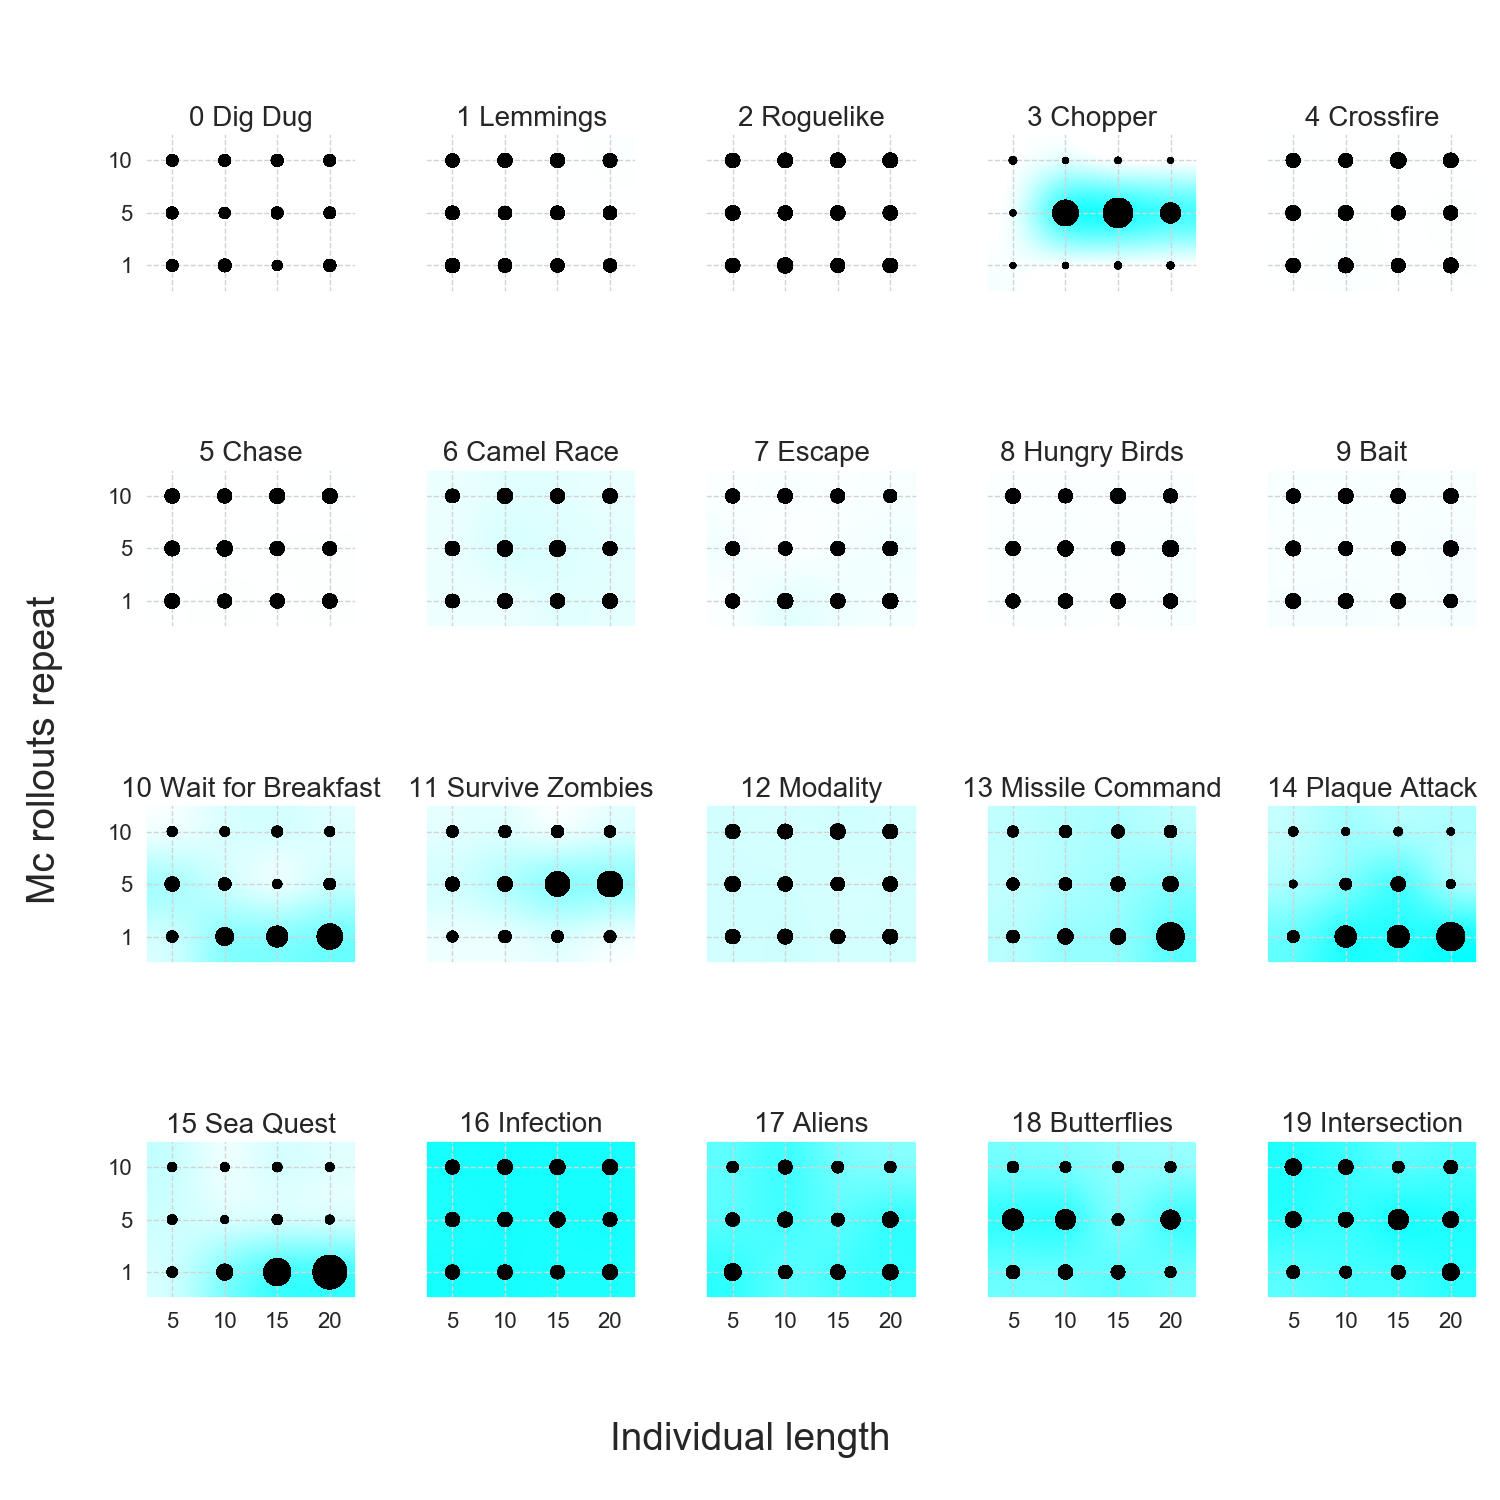 0 Dig Dug
1 Lemmings
2 Roguelike
3 Chopper
4 Crossfire
10
5
1
5 Chase
6 Camel Race
7 Escape
8 Hungry Birds
9 Bait
10
5
1
Mc rollouts repeat
10 Wait for Breakfast
11 Survive Zombies
12 Modality
13 Missile Command
14 Plaque Attack
10
5
1
15 Sea Quest
16 Infection
17 Aliens
18 Butterflies
19 Intersection
10
5
1
5 10 15 20
5 10 15 20
5 10 15 20
5 10 15 20
5 10 15 20
Individual length